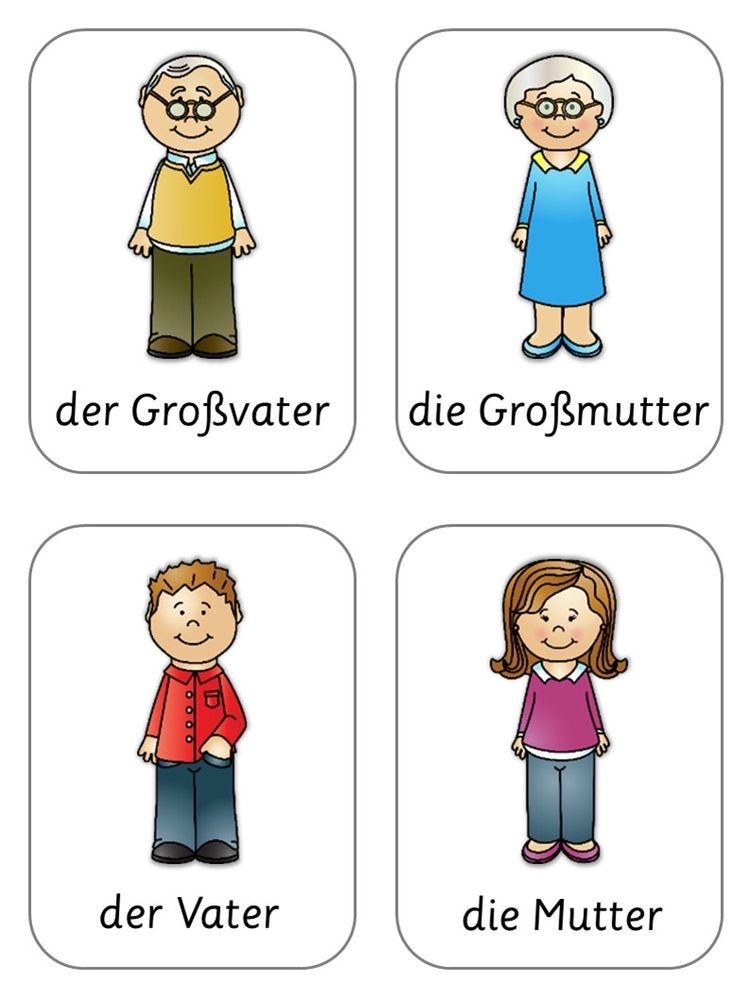 der Großvater
die Großmutter
der Vater
die Mutter